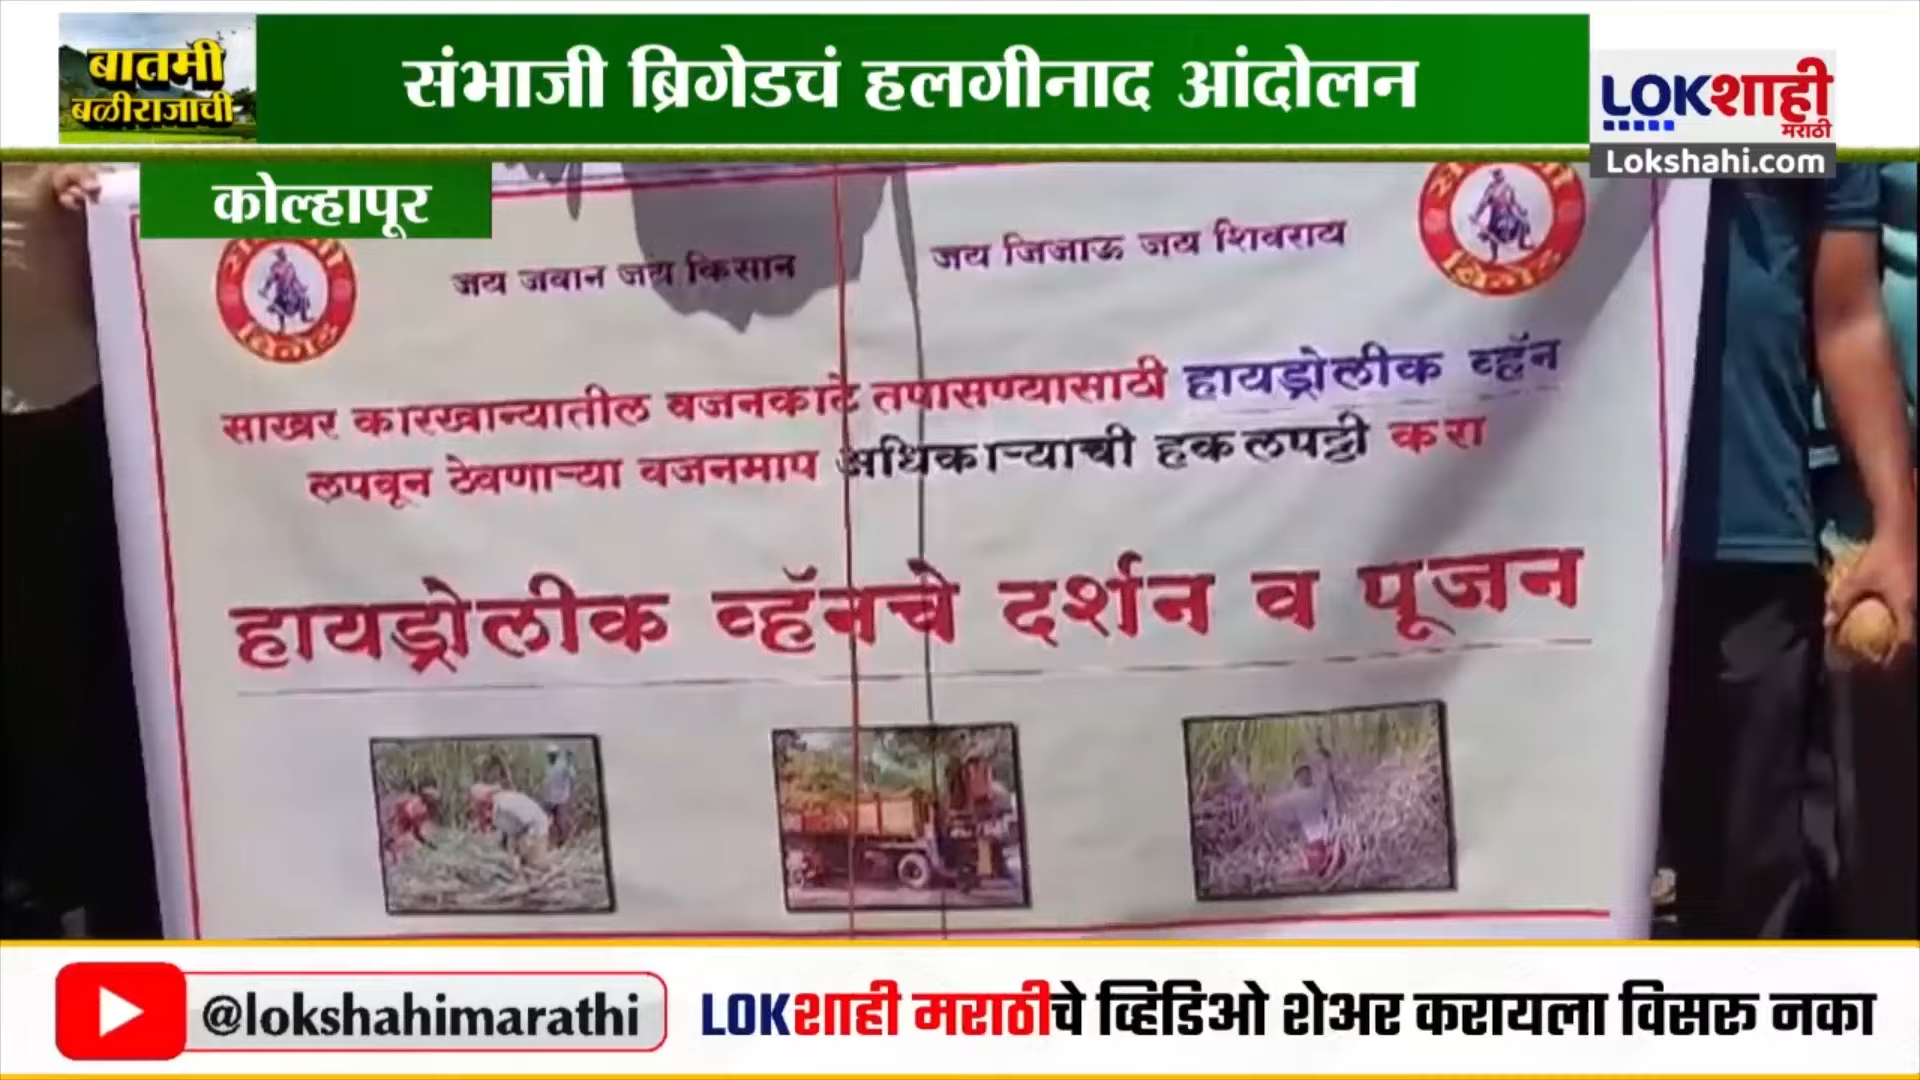 बातमी
बळीराजाची
संभाजी ब्रिगेडचं हलगीनाद आंदोलन
LOKशाही
मराठी
Lokshahi.com
कोल्हापूर
जय जवान जय किसान
जय जिजाऊ जय शिवराय
ब्रिगेड
ब्रिगेड
साखर कारखान्यातील वजनकाटे तपासण्यासाठी हायड्रोलीक व्हॅन
लपवून ठेवणाऱ्या वजनमाप अधिकाऱ्याची हकलपट्टी करा
हायड्रोलीक व्हॅनचे दर्शन व पूजन
@lokshahimarathi
LOKशाही मराठीचे व्हिडिओ शेअर करायला विसरू नका